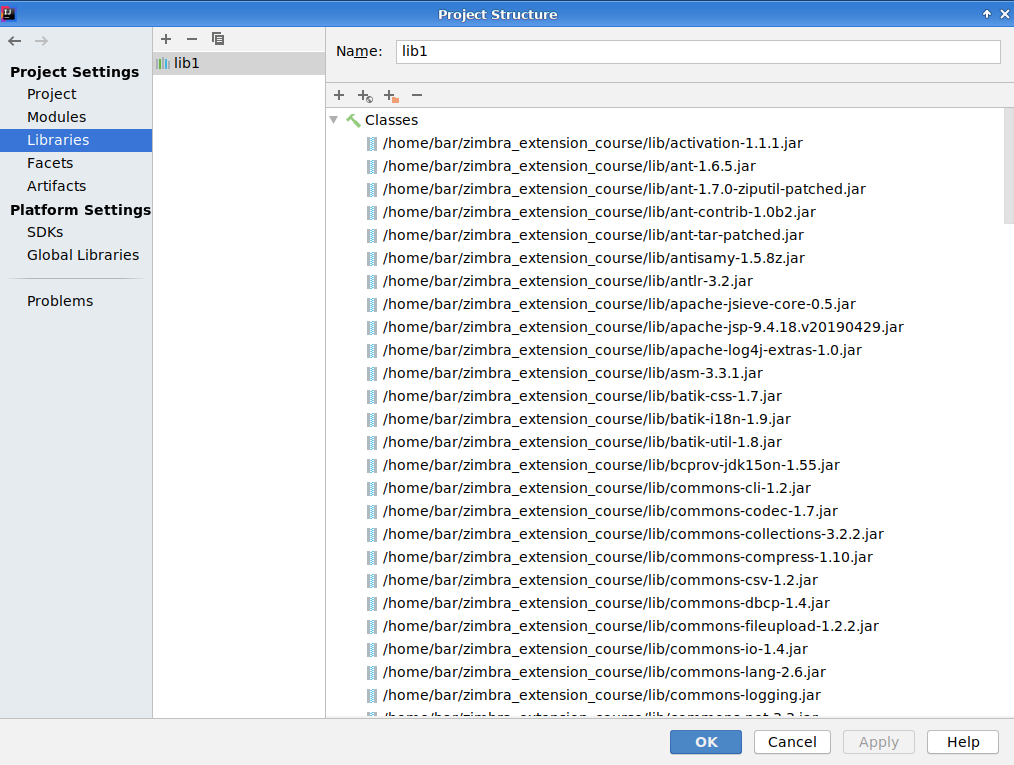 Project Structure
Project Settings
Project
Modules
Libraries
Facets
Artifacts
Platform Settings
SDKs
Global Libraries
Problems
lib1
Name: lib1
Classes
/home/bar/zimbra_extension_course/lib/activation-1.1.1.jar
/home/bar/zimbra_extension_course/lib/ant-1.6.5.jar
/home/bar/zimbra_extension_course/lib/ant-1.7.0-ziputil-patched.jar
/home/bar/zimbra_extension_course/lib/ant-contrib-1.0b2.jar
/home/bar/zimbra_extension_course/lib/ant-tar-patched.jar
/home/bar/zimbra_extension_course/lib/antisamy-1.5.8z.jar
/home/bar/zimbra_extension_course/lib/antlr-3.2.jar
/home/bar/zimbra_extension_course/lib/apache-jsieve-core-0.5.jar
/home/bar/zimbra_extension_course/lib/apache-jsp-9.4.18.v20190429.jar
/home/bar/zimbra_extension_course/lib/apache-log4j-extras-1.0.jar
/home/bar/zimbra_extension_course/lib/asm-3.3.1.jar
/home/bar/zimbra_extension_course/lib/batik-css-1.7.jar
/home/bar/zimbra_extension_course/lib/batik-i18n-1.9.jar
/home/bar/zimbra_extension_course/lib/batik-util-1.8.jar
/home/bar/zimbra_extension_course/lib/bcprov-jdk15on-1.55.jar
/home/bar/zimbra_extension_course/lib/commons-cli-1.2.jar
/home/bar/zimbra_extension_course/lib/commons-codec-1.7.jar
/home/bar/zimbra_extension_course/lib/commons-collections-3.2.2.jar
/home/bar/zimbra_extension_course/lib/commons-compress-1.10.jar
/home/bar/zimbra_extension_course/lib/commons-csv-1.2.jar
/home/bar/zimbra_extension_course/lib/commons-dbcp-1.4.jar
/home/bar/zimbra_extension_course/lib/commons-fileupload-1.2.2.jar
/home/bar/zimbra_extension_course/lib/commons-io-1.4.jar
/home/bar/zimbra_extension_course/lib/commons-lang-2.6.jar
/home/bar/zimbra_extension_course/lib/commons-logging.jar
OK Cancel Apply Help